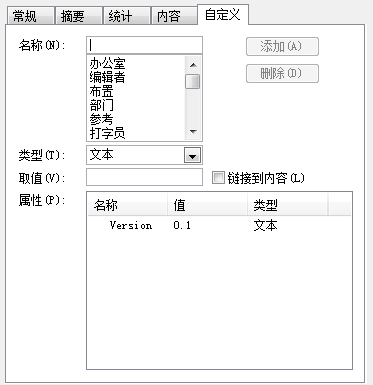 常规 摘要 统计 内容 自定义
名称(N): 添加(A)
办公室 删除(D)
编辑者
布置
部门
参考
打字员
类型(T): 文本
取值(V): 链接到内容(L)
属性(P): 名称 值 类型
Version 0.1 文本